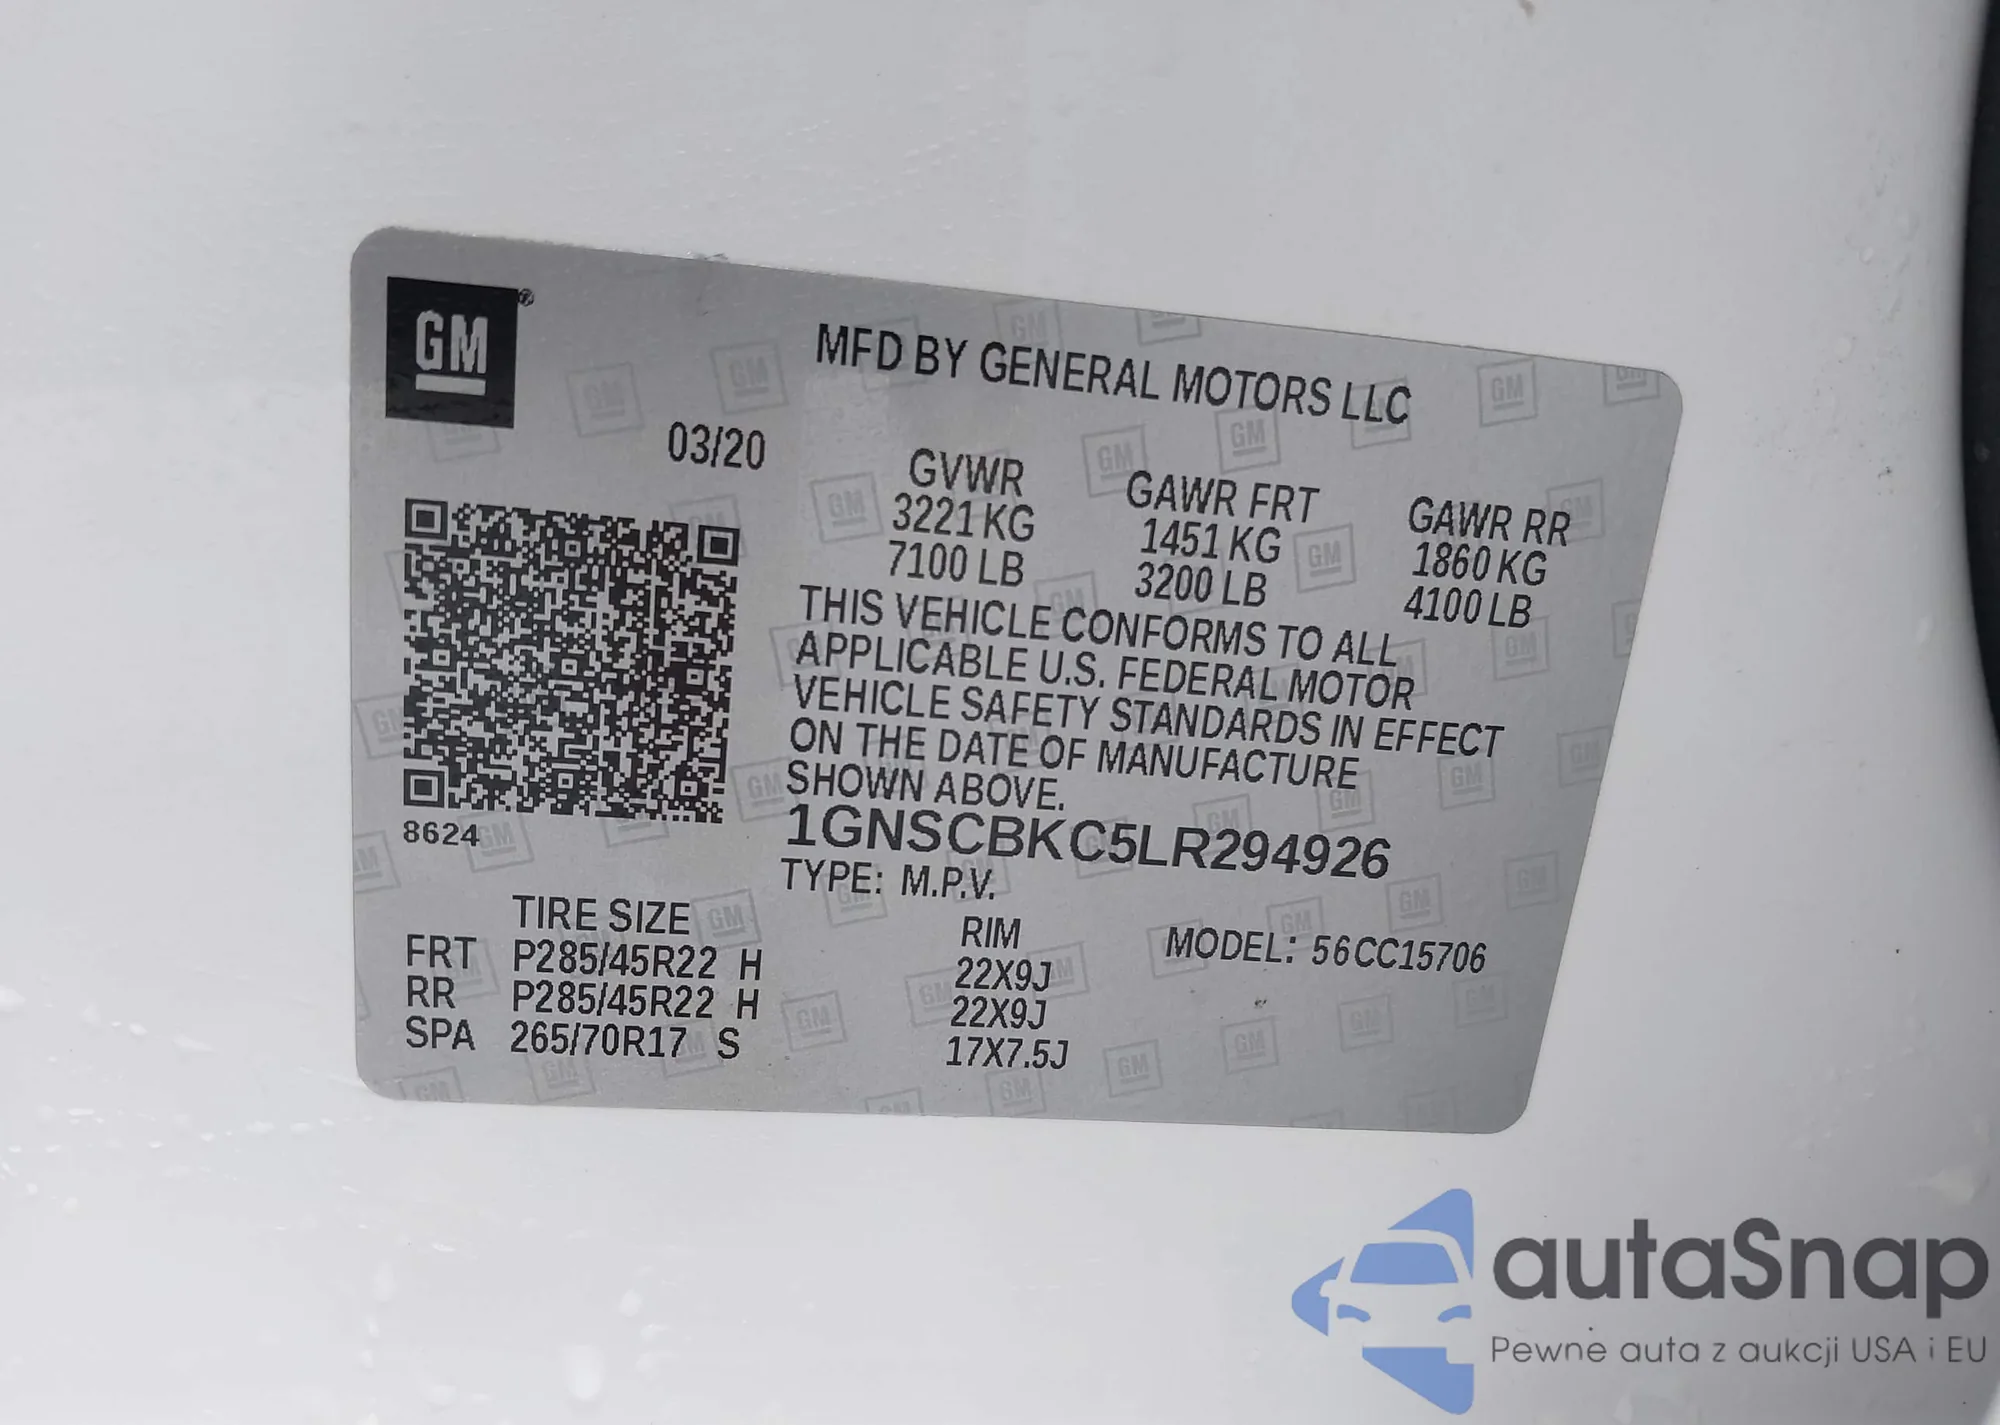 GM®
MFD BY GENERAL MOTORS LLC
03/20
GVWR GAWR FRT GAWR RR
3221 KG 1451 KG 1860 KG
7100 LB 3200 LB 4100 LB
THIS VEHICLE CONFORMS TO ALL
APPLICABLE U.S. FEDERAL MOTOR
VEHICLE SAFETY STANDARDS IN EFFECT
ON THE DATE OF MANUFACTURE
SHOWN ABOVE.
8624
1GNSCBKC5LR294926
TYPE: M.P.V.
TIRE SIZE RIM MODEL: 56CC15706
FRT P285/45R22 H 22X9J
RR P285/45R22 H 22X9J
SPA 265/70R17 S 17X7.5J
autaSnap
Pewne auta z aukcji USA i EU